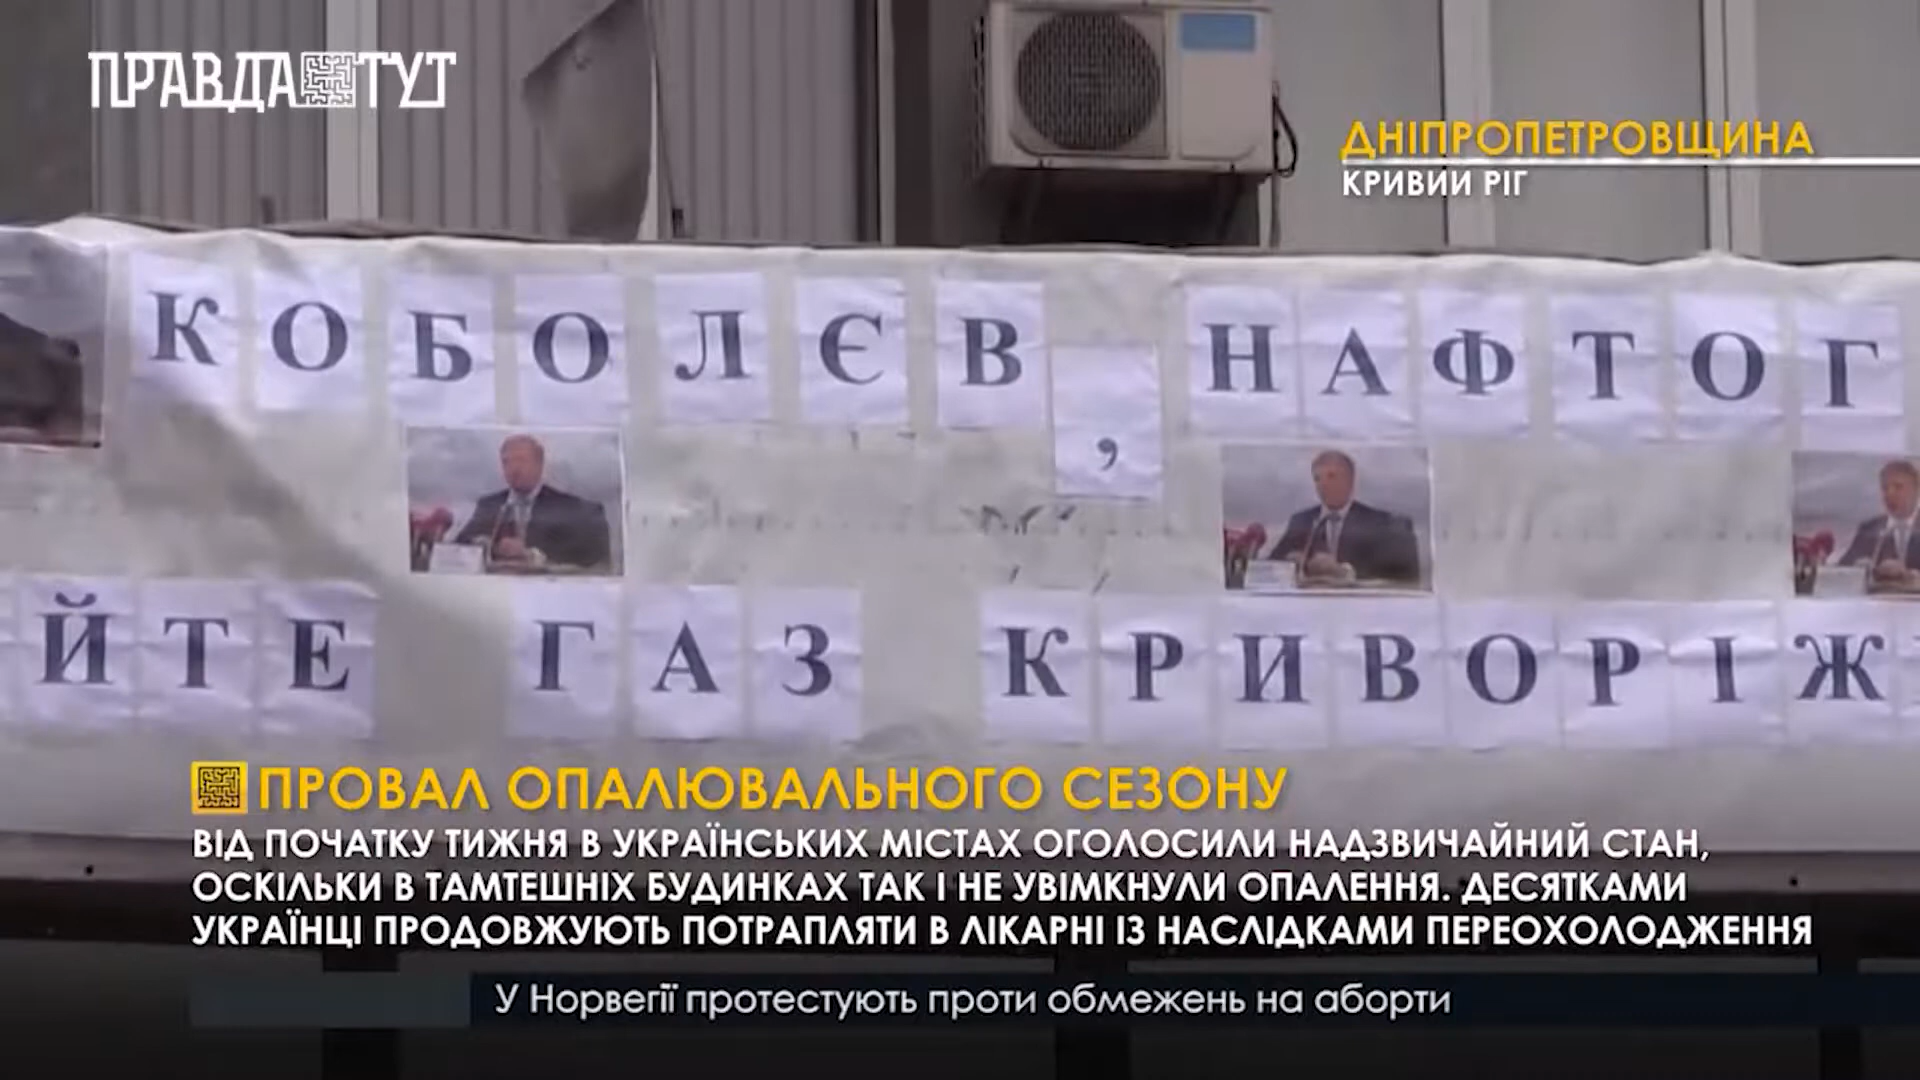 ПРАВДА ТУТ
ДНІПРОПЕТРОВЩИНА
КРИВИЙ РІГ
КОБОЛЄВ, НАФТОГ
ЙТЕ ГАЗ КРИВОРІЖ
ПРОВАЛ ОПАЛЮВАЛЬНОГО СЕЗОНУ
ВІД ПОЧАТКУ ТИЖНЯ В УКРАЇНСЬКИХ МІСТАХ ОГОЛОСИЛИ НАДЗВИЧАЙНИЙ СТАН,
ОСКІЛЬКИ В ТАМТЕШНІХ БУДИНКАХ ТАК І НЕ УВІМКНУЛИ ОПАЛЕННЯ. ДЕСЯТКАМИ
УКРАЇНЦІ ПРОДОВЖУЮТЬ ПОТРАПЛЯТИ В ЛІКАРНІ ІЗ НАСЛІДКАМИ ПЕРЕОХОЛОДЖЕННЯ
У Норвегії протестують проти обмежень на аборти